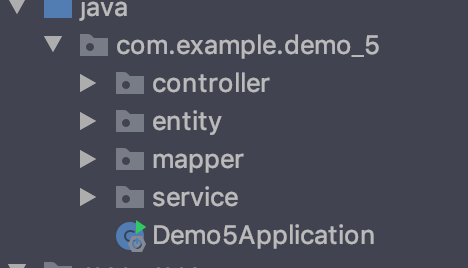 java
com.example.demo_5
controller
entity
mapper
service
Demo5Application